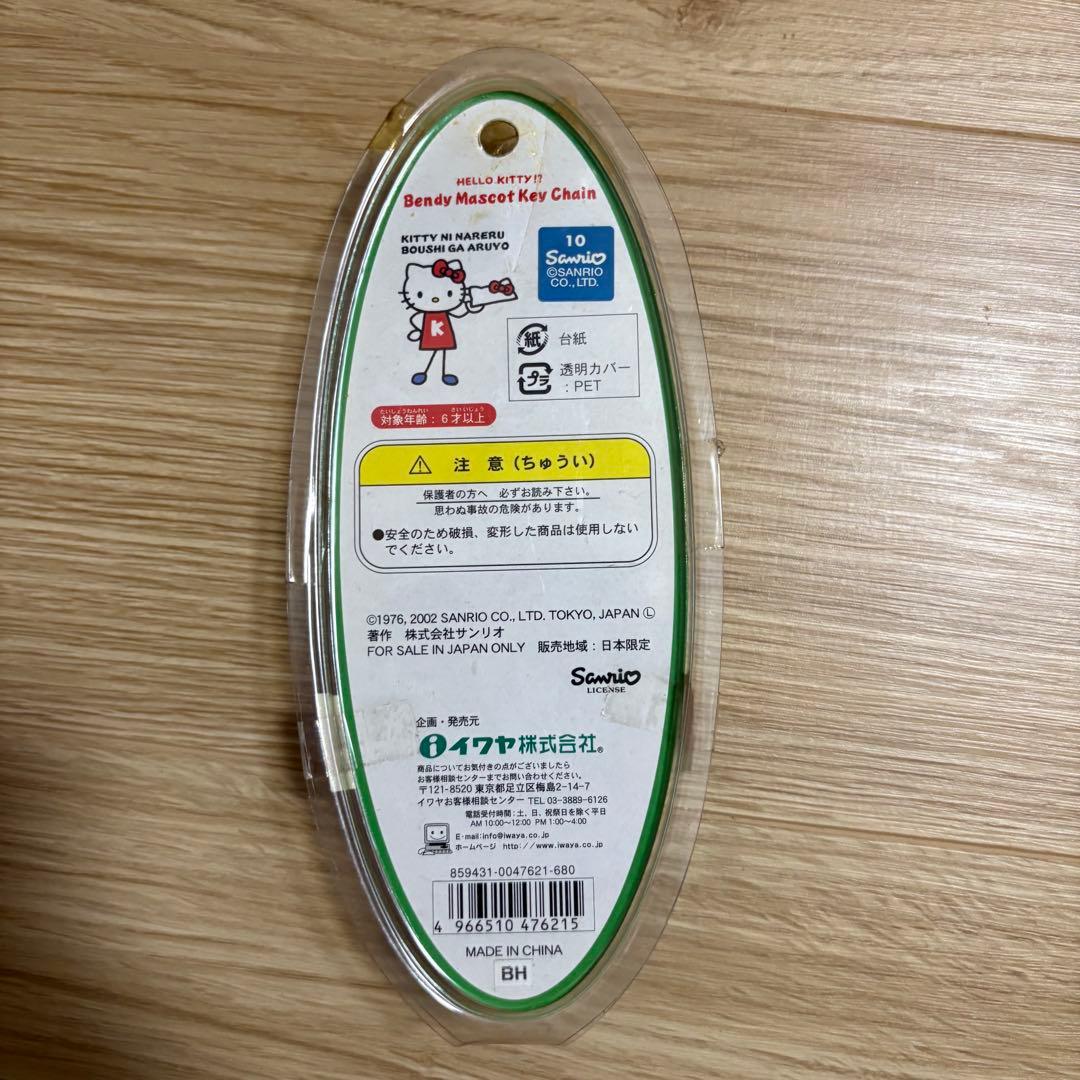 HELLO KITTY!?
Bendy Mascot Key Chain
KITTY NI NARERU
BOUSHI GA ARUYO
10
Sanrio
©SANRIO
CO., LTD.
K
紙 台紙
プラ 透明カバー
: PET
たいしょうねんれい さいいじょう
対象年齢：6才以上
注 意（ちゅうい）
保護者の方へ 必ずお読み下さい。
思わぬ事故の危険があります。
●安全のため破損、変形した商品は使用しない
でください。
©1976, 2002 SANRIO CO., LTD. TOKYO, JAPAN Ⓛ
著作 株式会社サンリオ
FOR SALE IN JAPAN ONLY 販売地域：日本限定
Sanrio
LICENSE
企画・発売元
イワヤ株式会社®
商品についてお気付きの点がございましたら
お客様相談センターまでお問い合わせください。
〒121-8520 東京都足立区梅島2-14-7
イワヤお客様相談センター TEL 03-3889-6126
電話受付時間：土、日、祝祭日を除く平日
AM 10:00~12:00 PM 1:00~4:00
E-mail:info@iwaya.co.jp
ホームページ http://www.iwaya.co.jp
859431-0047621-680
4 966510 476215
MADE IN CHINA
BH